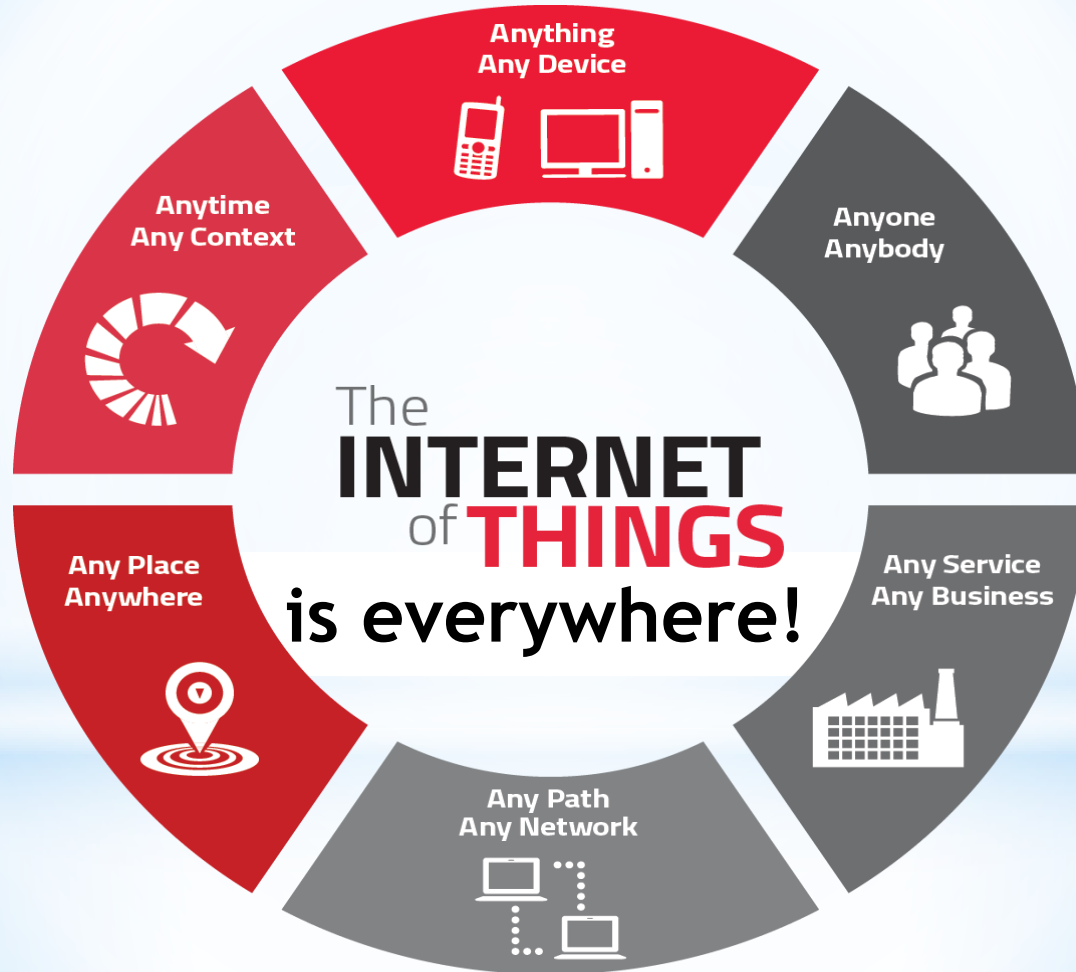 Anything
Any Device
Anyone
Anybody
Any Service
Any Business
Any Path
Any Network
Any Place
Anywhere
Anytime
Any Context
The
INTERNET
of THINGS
is everywhere!